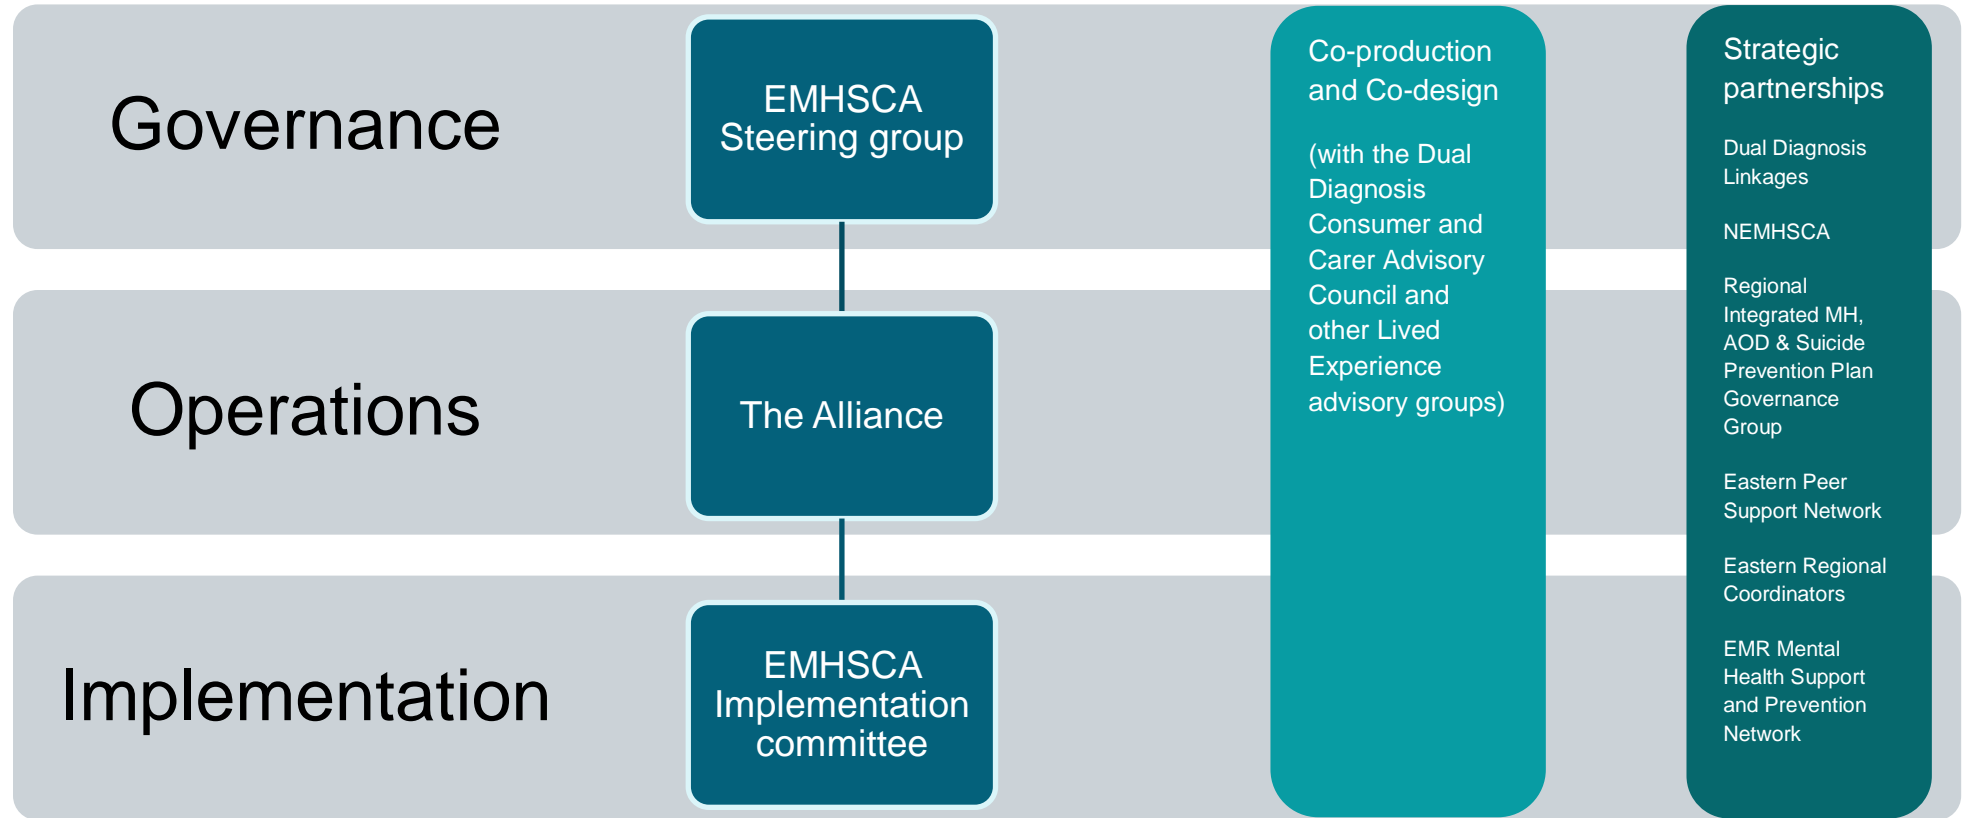 Governance
EMHSCA
Steering group
Operations
The Alliance
Implementation
EMHSCA
Implementation
committee
Co-production
and Co-design
(with the Dual
Diagnosis
Consumer and
Carer Advisory
Council and
other Lived
Experience
advisory groups)
Strategic
partnerships
Dual Diagnosis
Linkages
NEMHSCA
Regional
Integrated MH,
AOD & Suicide
Prevention Plan
Governance
Group
Eastern Peer
Support Network
Eastern Regional
Coordinators
EMR Mental
Health Support
and Prevention
Network